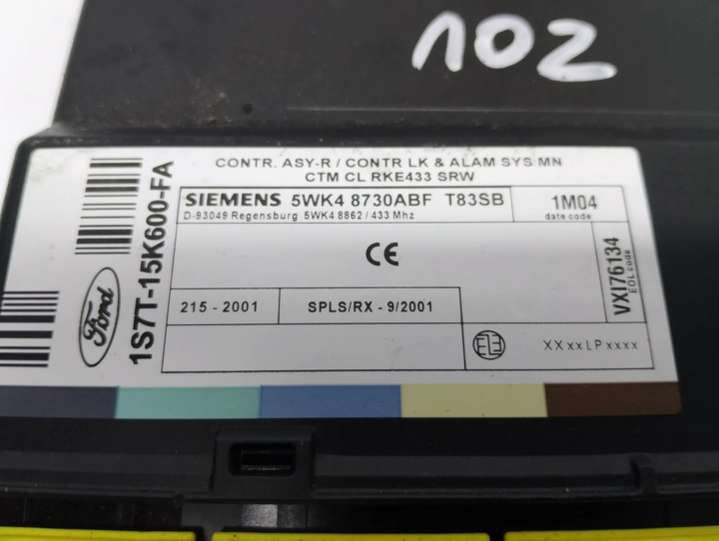 102
CONTR. ASY-R / CONTR LK & ALAM SYS MN
CTM CL RKE433 SRW
SIEMENS 5WK4 8730ABF T83SB
D-93049 Regensburg 5WK4 8862 / 433 Mhz
1M04
date code
CE
VXI76134
EOL code
215 - 2001
SPLS/RX - 9/2001
XXxxLPxxxx
Ford
1S7T-15K600-FA